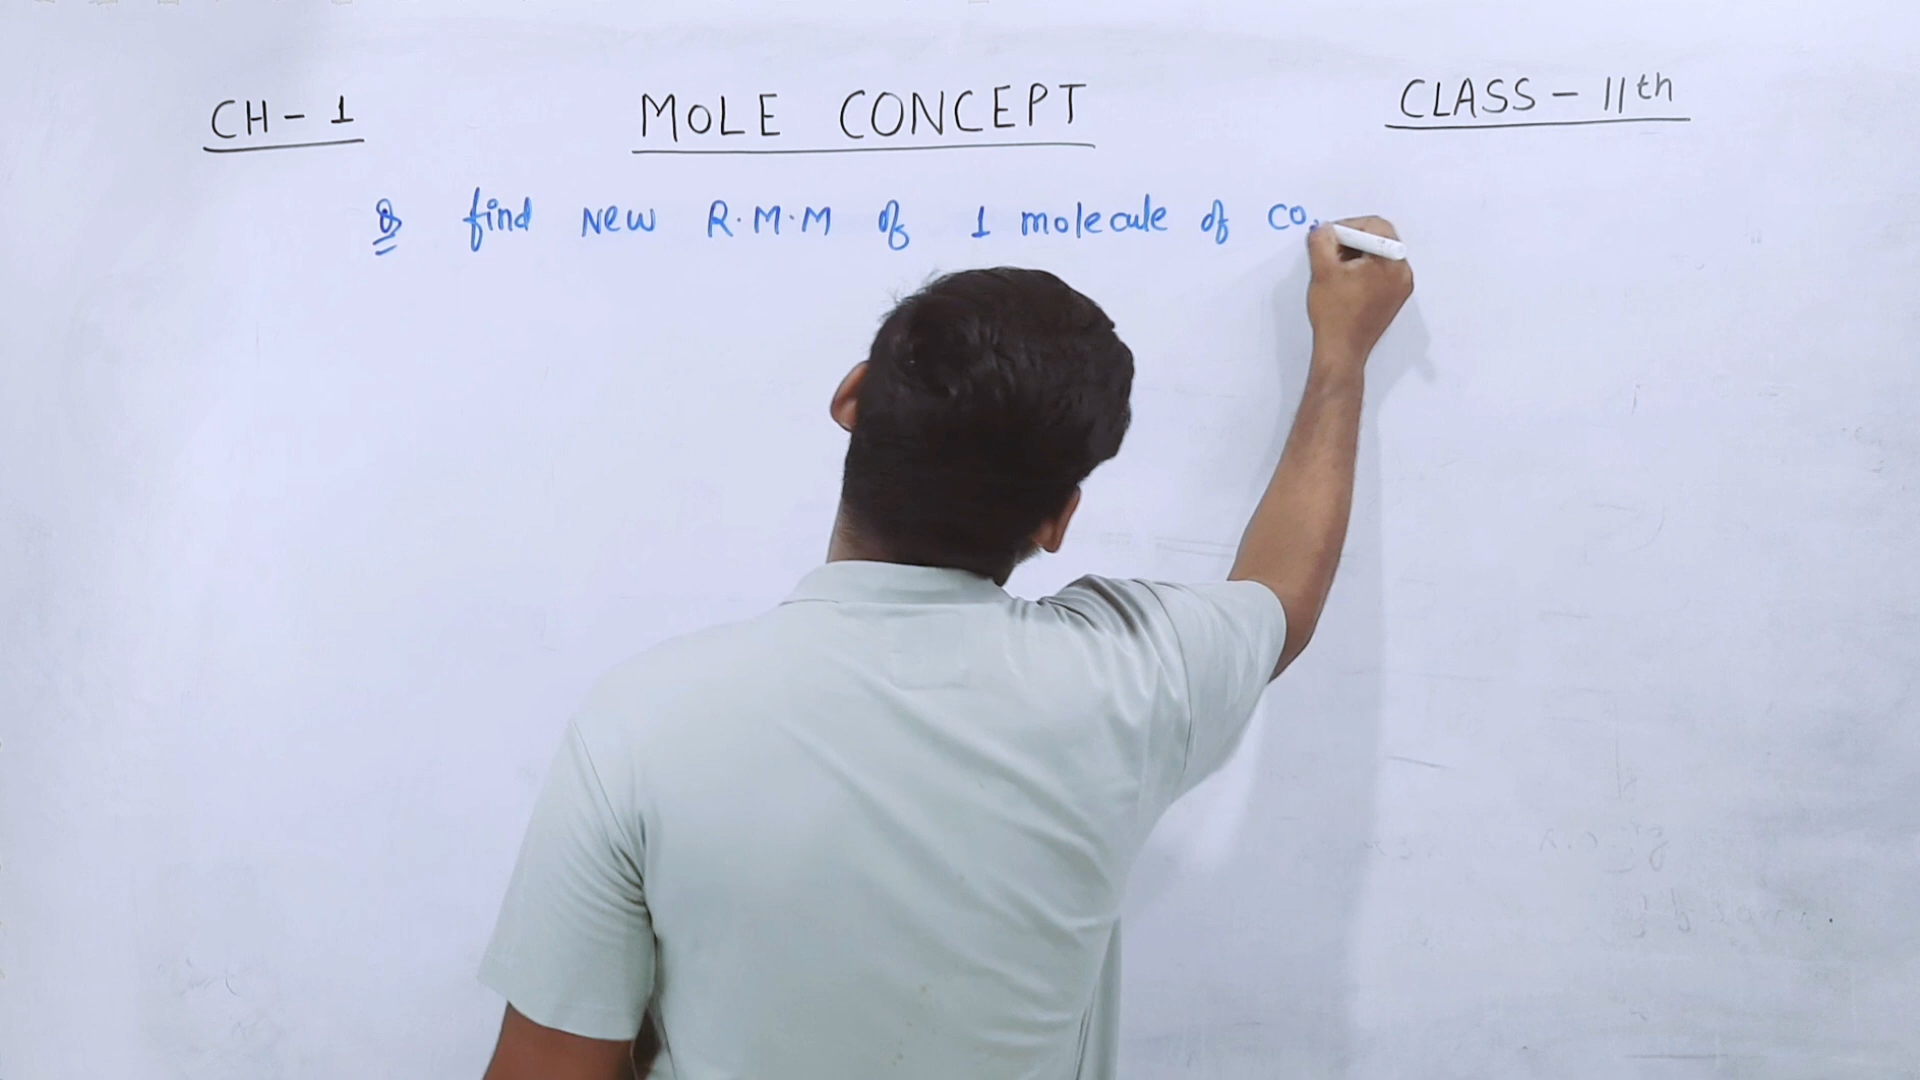 CH - 1
MOLE CONCEPT
CLASS - 11th
Q find New R.M.M of 1 molecule of CO